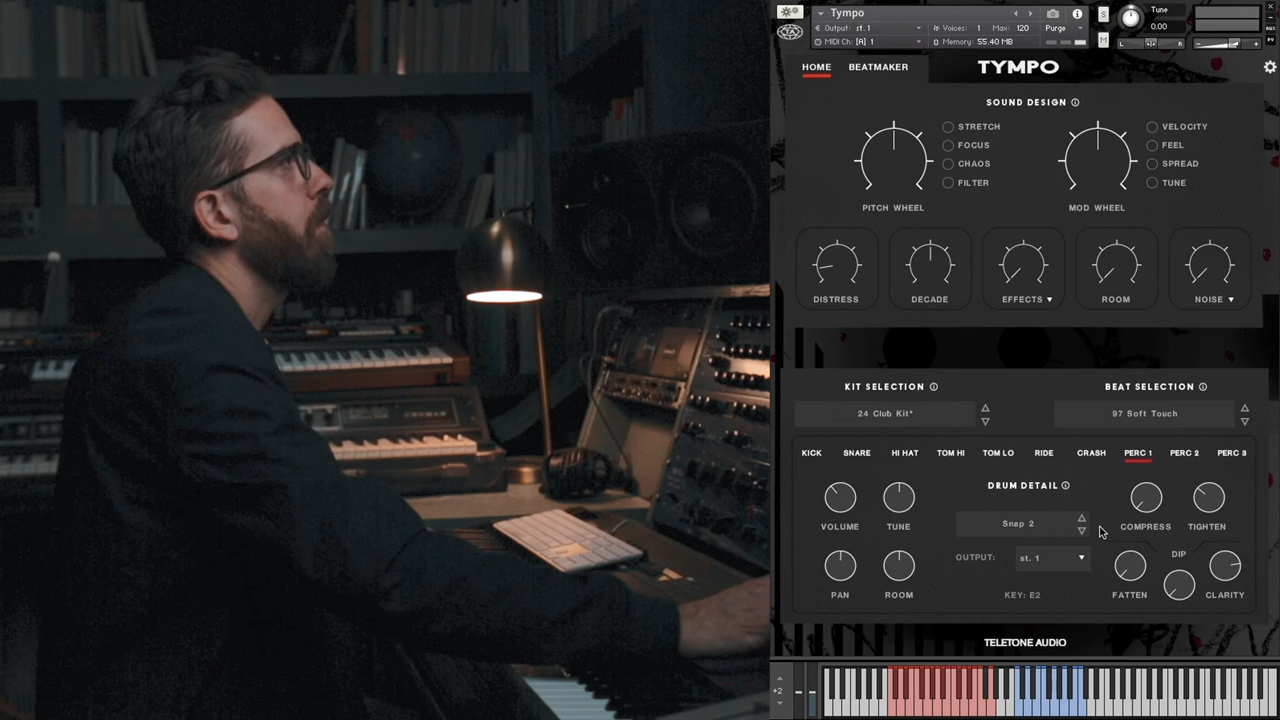 Tympo
Output: st. 1
Voices: 1 Max: 120
Purge
MIDI Ch: [A] 1
Memory: 55.40 MB
S
M
Tune
0.00
L R
- +
AUX
PV
HOME
BEATMAKER
TYMPO
SOUND DESIGN
STRETCH
FOCUS
CHAOS
FILTER
PITCH WHEEL
VELOCITY
FEEL
SPREAD
TUNE
MOD WHEEL
DISTRESS
DECADE
EFFECTS
ROOM
NOISE
KIT SELECTION
24 Club Kit*
BEAT SELECTION
97 Soft Touch
KICK SNARE HI HAT TOM HI TOM LO RIDE CRASH PERC 1 PERC 2 PERC 3
VOLUME
TUNE
PAN
ROOM
DRUM DETAIL
Snap 2
OUTPUT: st. 1
KEY: E2
COMPRESS
TIGHTEN
FATTEN
DIP
CLARITY
TELETONE AUDIO
+2